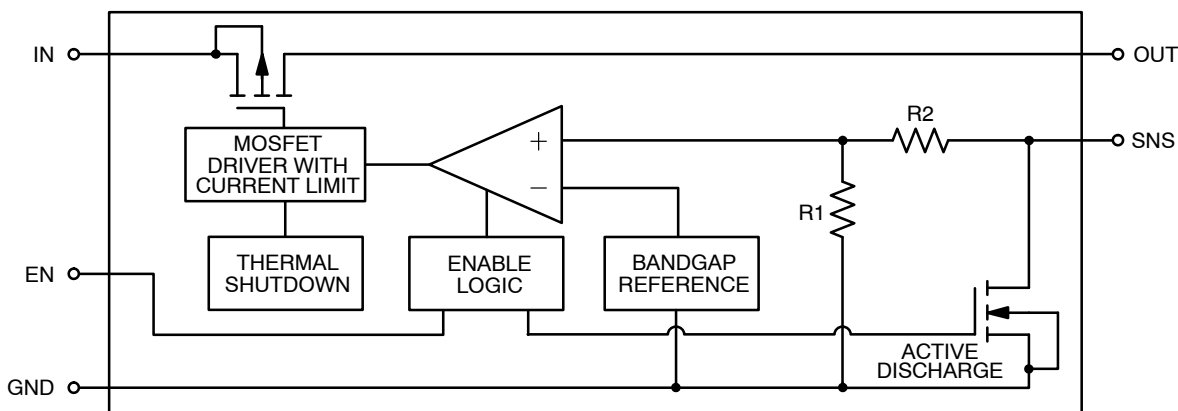 IN
OUT
R2
SNS
MOSFET
DRIVER WITH
CURRENT LIMIT
+
−
R1
THERMAL
SHUTDOWN
ENABLE
LOGIC
BANDGAP
REFERENCE
EN
ACTIVE
DISCHARGE
GND